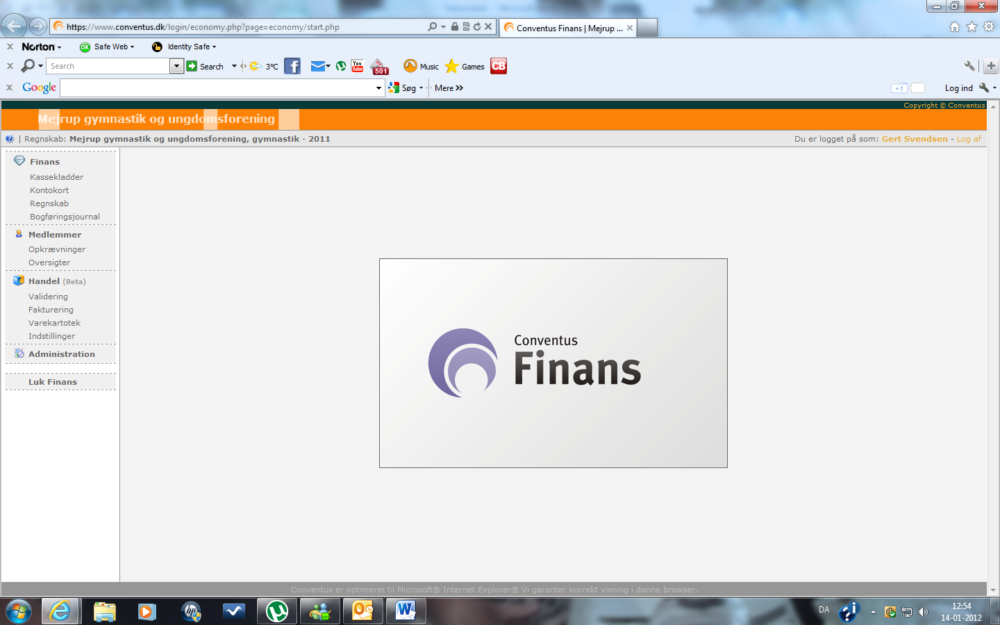 https://www.conventus.dk/login/economy.php?page=economy/start.php
Conventus Finans | Mejrup ...
Norton
OK Safe Web
Identity Safe
Search Search 3°C You Tube 501 Music Games CB
Google Søg Mere >> +1 Log ind
Copyright © Conventus
Mejrup gymnastik og ungdomsforening
| Regnskab: Mejrup gymnastik og ungdomsforening, gymnastik - 2011
Du er logget på som: Gert Svendsen - Log af
Finans
Kassekladder
Kontokort
Regnskab
Bogføringsjournal
Medlemmer
Opkrævninger
Oversigter
Handel (Beta)
Validering
Fakturering
Varekartotek
Indstillinger
Administration
Luk Finans
Conventus
Finans
Conventus er optimeret til Microsoft® Internet Explorer® Vi garanter korrekt visning i denne browser.
DA
12:54
14-01-2012